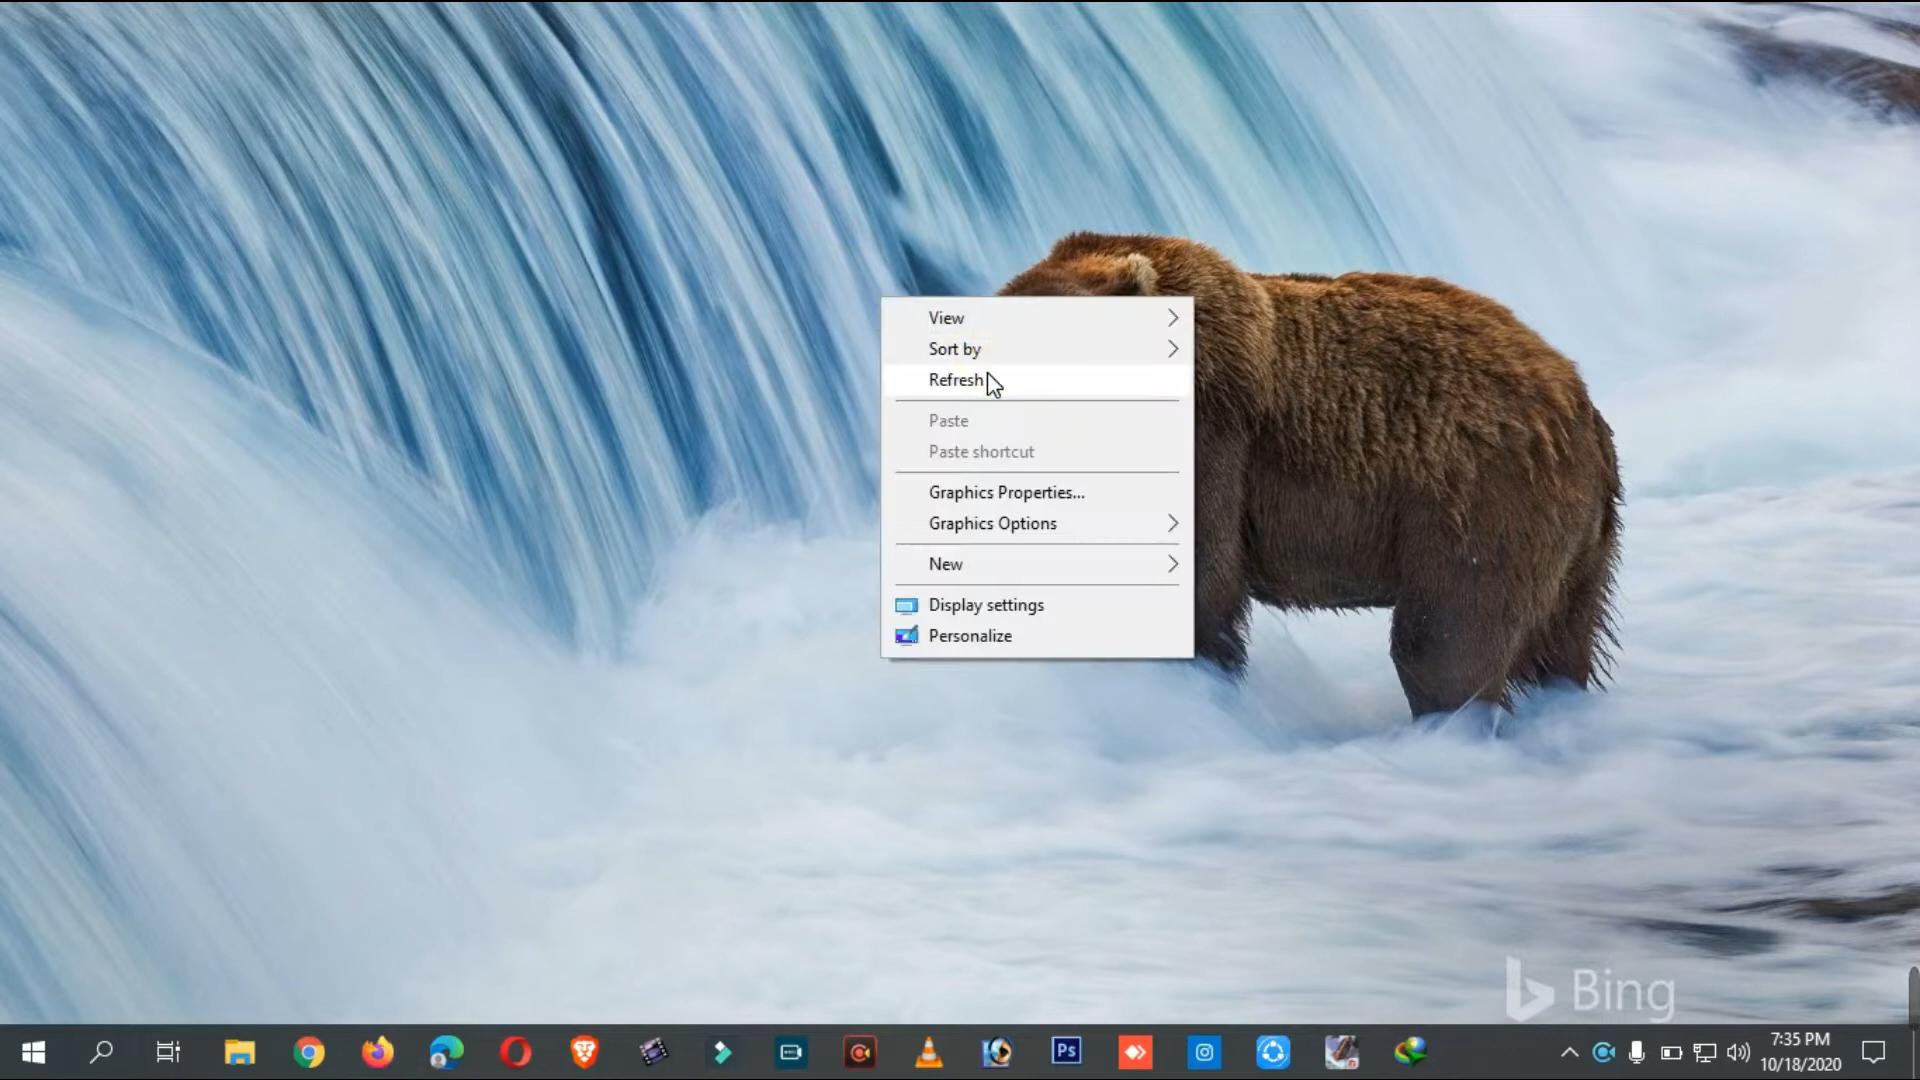 View
Sort by
Refresh
Paste
Paste shortcut
Graphics Properties...
Graphics Options
New
Display settings
Personalize
Bing
Ps
7:35 PM
10/18/2020